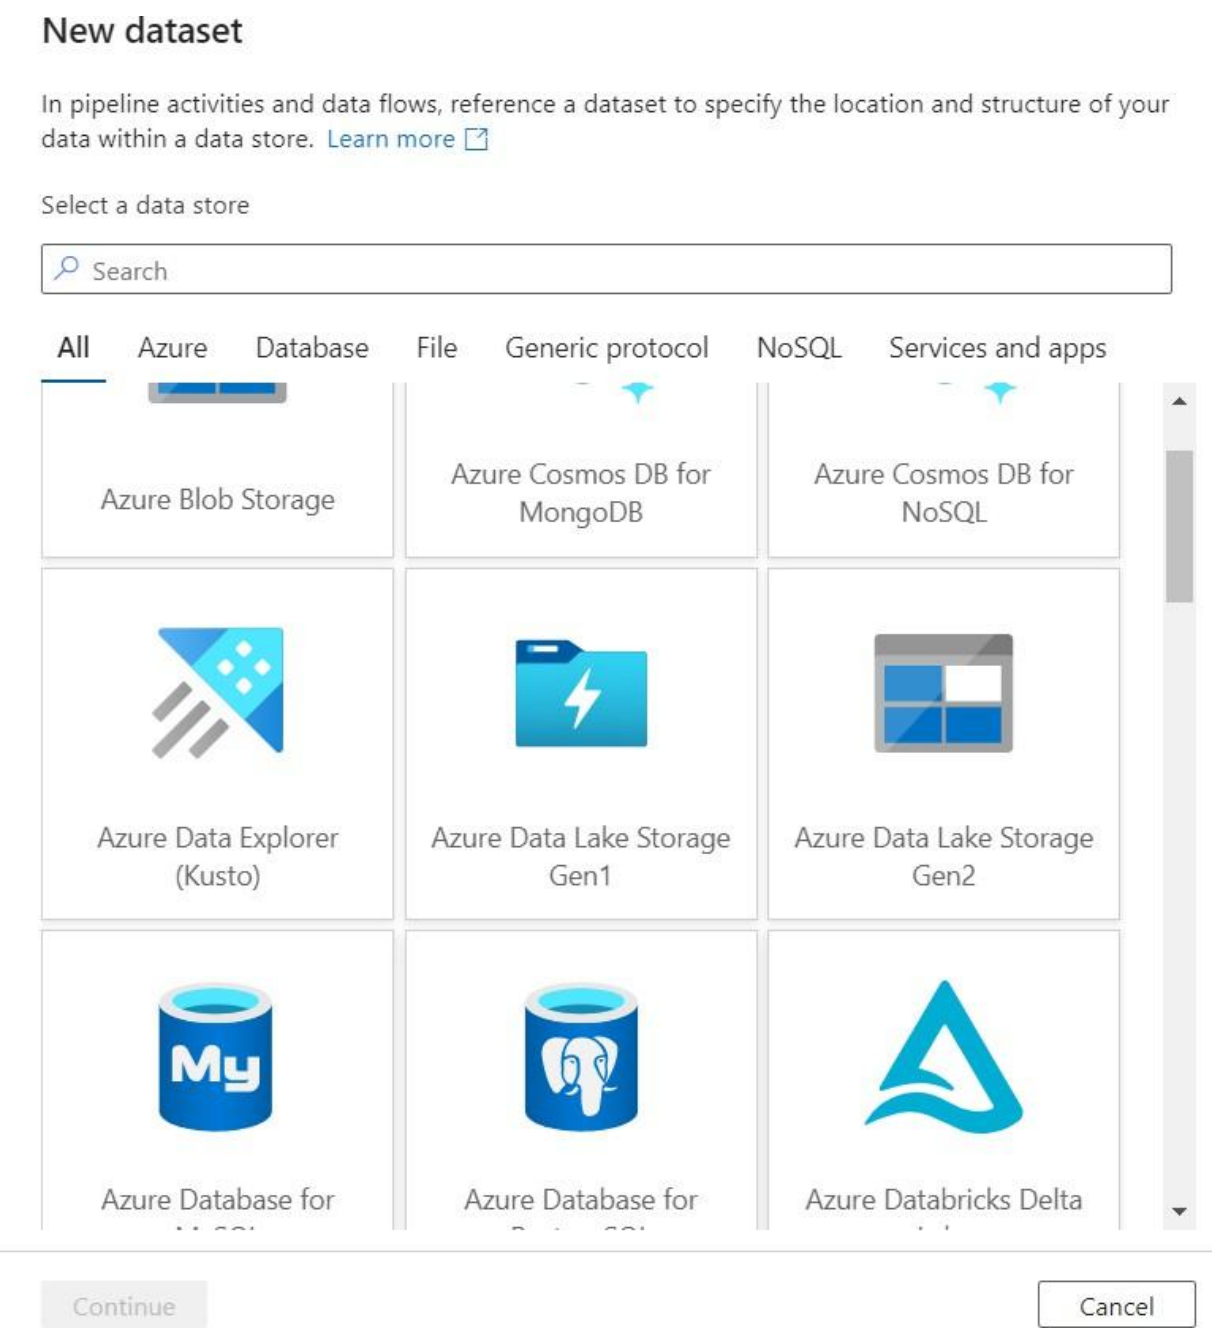 New dataset
In pipeline activities and data flows, reference a dataset to specify the location and structure of your
data within a data store. Learn more
Select a data store
Search
All Azure Database File Generic protocol NoSQL Services and apps
Azure Blob Storage
Azure Cosmos DB for
MongoDB
Azure Cosmos DB for
NoSQL
Azure Data Explorer
(Kusto)
Azure Data Lake Storage
Gen1
Azure Data Lake Storage
Gen2
My
Azure Database for
Azure Database for
Azure Databricks Delta
Continue
Cancel